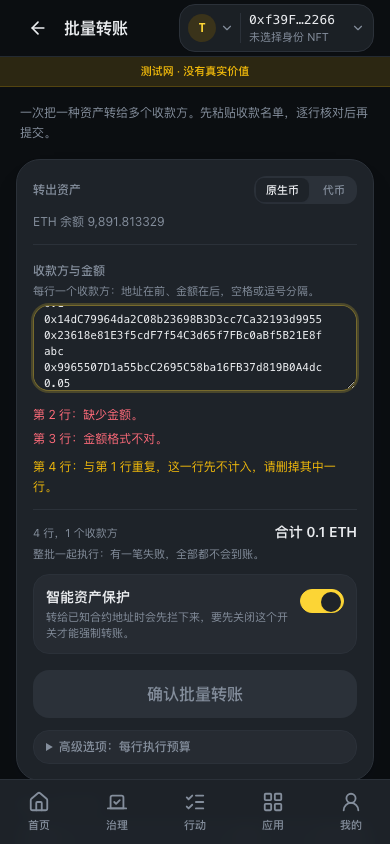 批量转账
T
0xf39F…2266
未选择身份 NFT
测试网 · 没有真实价值
一次把一种资产转给多个收款方。先粘贴收款名单，逐行核对后再
提交。
转出资产
原生币
代币
ETH 余额 9,891.813329
收款方与金额
每行一个收款方：地址在前、金额在后，空格或逗号分隔。
0x14dC79964da2C08b23698B3D3cc7Ca32193d9955
0x23618e81E3f5cdF7f54C3d65f7FBc0aBf5B21E8f
abc
0x9965507D1a55bcC2695C58ba16FB37d819B0A4dc
0.05
第 2 行：缺少金额。
第 3 行：金额格式不对。
第 4 行：与第 1 行重复，这一行先不计入，请删掉其中一
行。
4 行，1 个收款方
合计 0.1 ETH
整批一起执行：有一笔失败，全部都不会到账。
智能资产保护
转给已知合约地址时会先拦下来，要先关闭这个开
关才能强制转账。
确认批量转账
高级选项：每行执行预算
首页
治理
行动
应用
我的